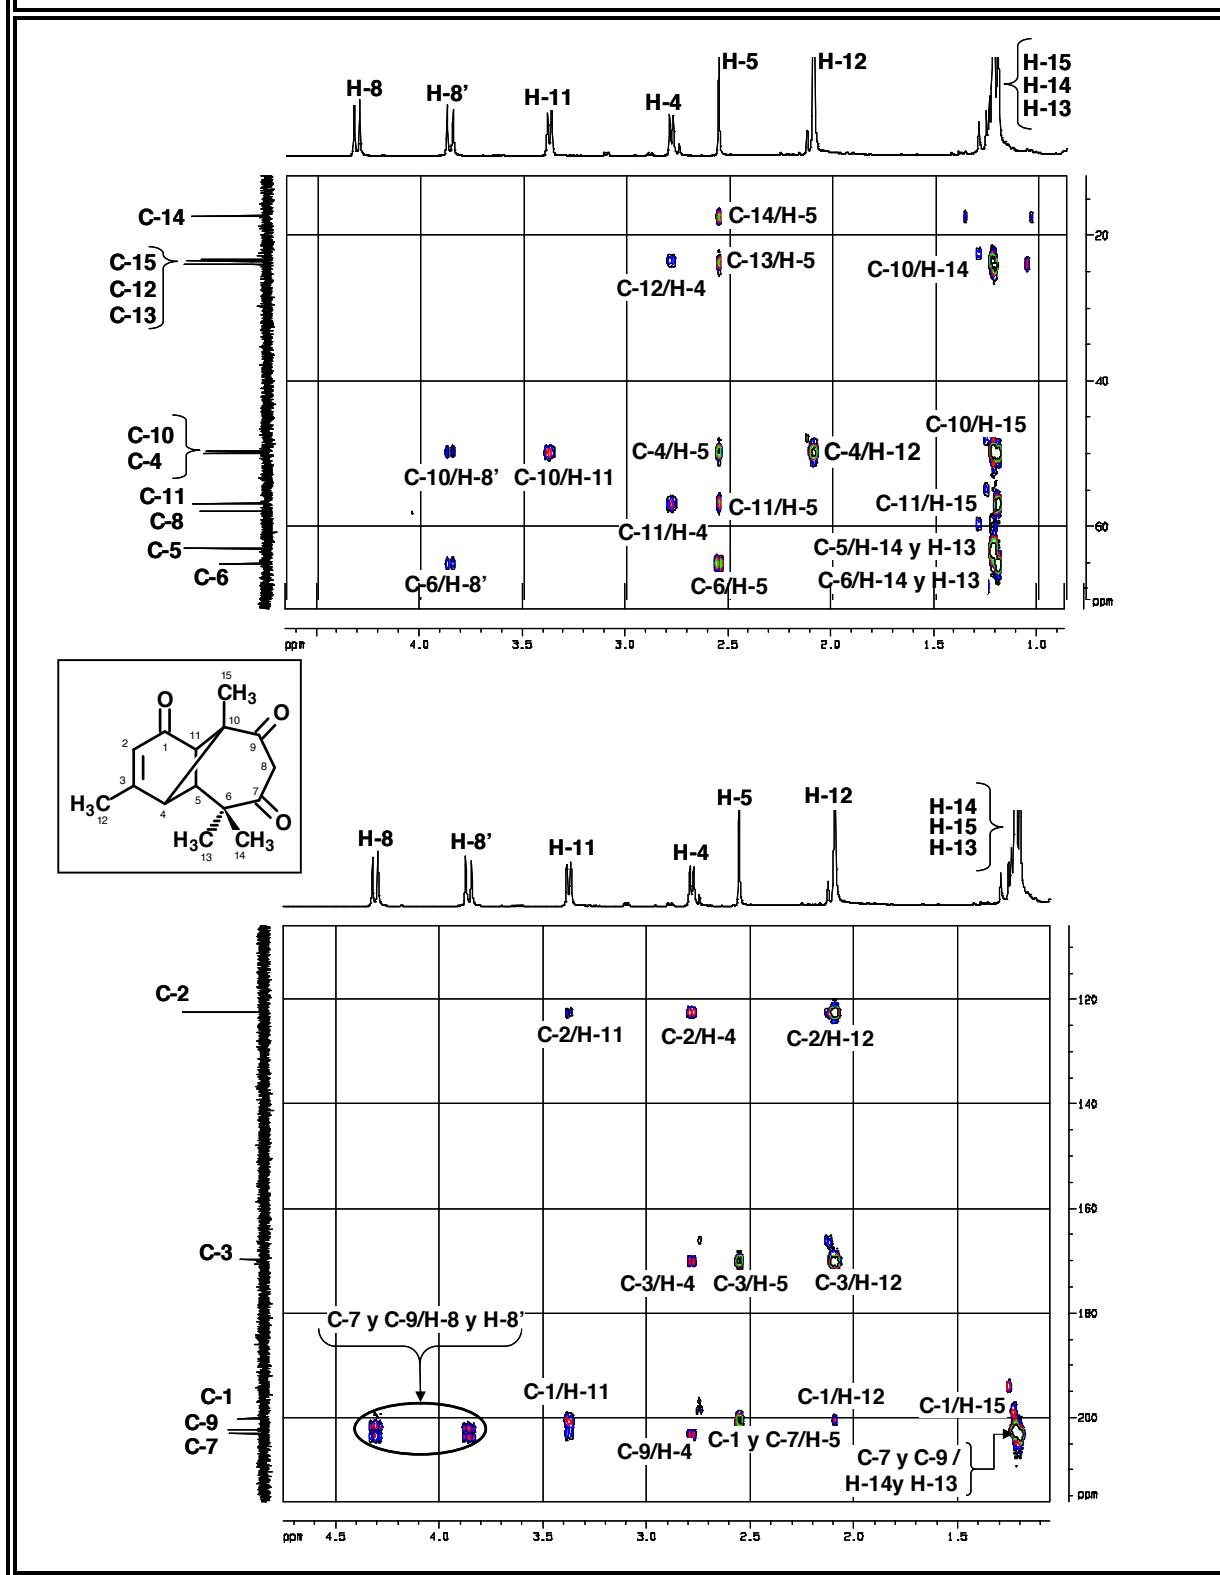 H-8
H-8’
H-11
H-4
H-5
H-12
H-15
H-14
H-13
C-14
C-15
C-12
C-13
C-10
C-4
C-11
C-8
C-5
C-6
C-14/H-5
C-13/H-5
C-12/H-4
C-10/H-14
C-10/H-15
C-4/H-5
C-4/H-12
C-10/H-8’
C-10/H-11
C-11/H-5
C-11/H-15
C-11/H-4
C-5/H-14 y H-13
C-6/H-8’
C-6/H-5
C-6/H-14 y H-13
20
40
60
ppm
ppm 4.0 3.5 3.0 2.5 2.0 1.5 1.0
15
CH3
O
10
O
11
2
1
9
8
3
7
H3C
12
4
5
6
O
H3C
13
CH3
14
H-8
H-8’
H-11
H-4
H-5
H-12
H-14
H-15
H-13
C-2
C-3
C-1
C-9
C-7
C-2/H-11
C-2/H-4
C-2/H-12
C-3/H-4
C-3/H-5
C-3/H-12
C-7 y C-9/H-8 y H-8’
C-1/H-11
C-1/H-12
C-1/H-15
C-9/H-4
C-1 y C-7/H-5
C-7 y C-9 /
H-14y H-13
120
140
160
180
200
ppm
ppm 4.5 4.0 3.5 3.0 2.5 2.0 1.5